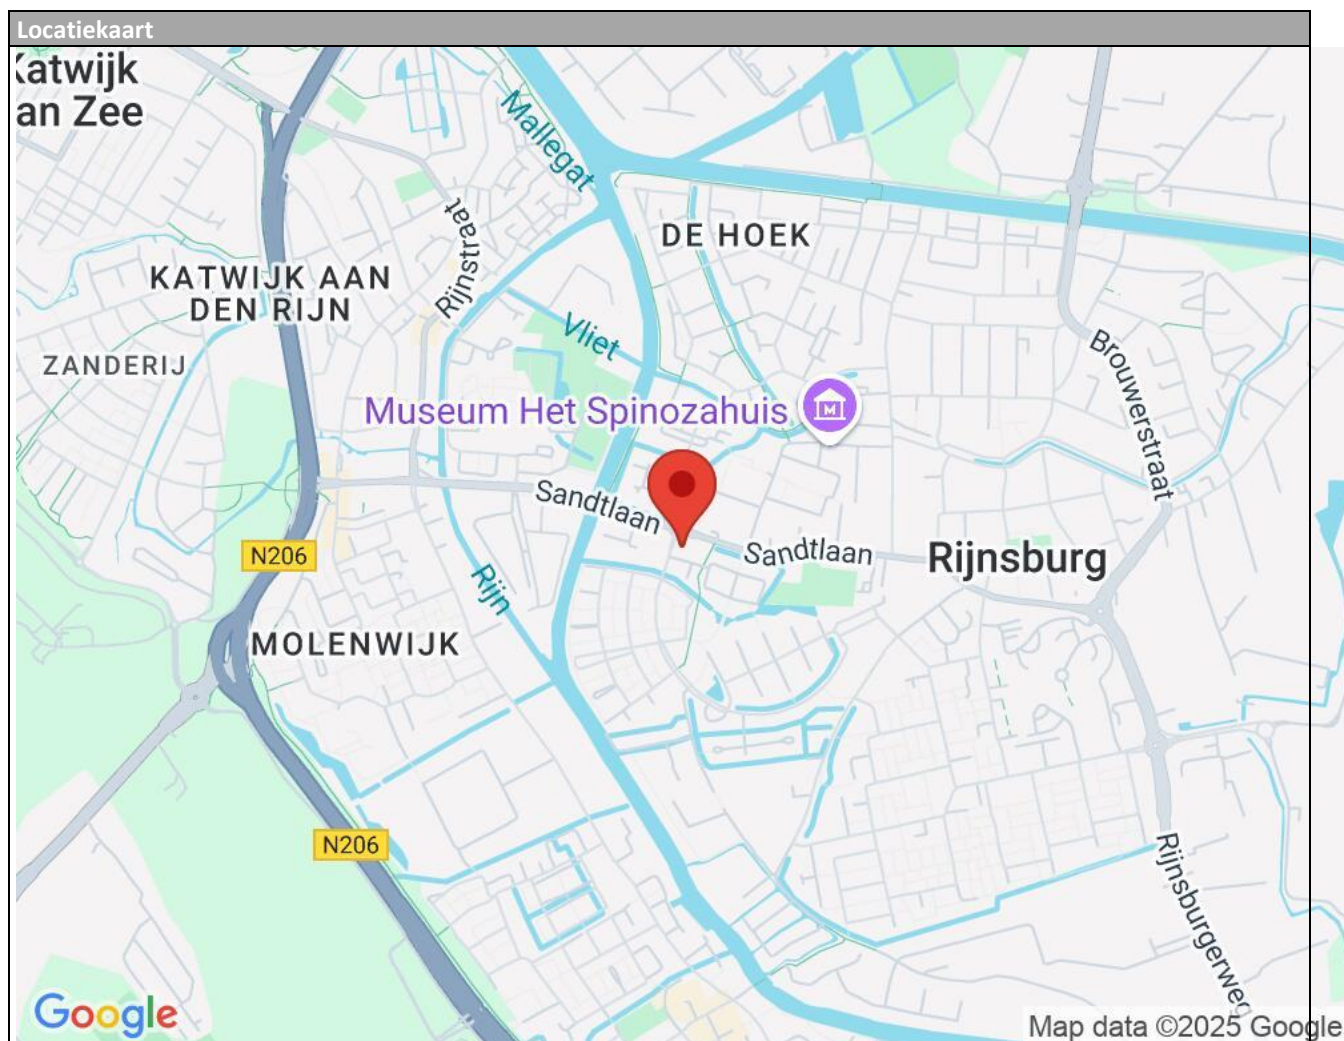 Locatiekaart
Katwijk
an Zee
Mallegat
Rijnstraat
DE HOEK
KATWIJK AAN
DEN RIJN
Vliet
ZANDERIJ
Brouwerstraat
Museum Het Spinozahuis
M
Sandtlaan
Sandtlaan
Rijnsburg
N206
Rijn
MOLENWIJK
N206
Rijnsburgerweg
Google
Map data ©2025 Google